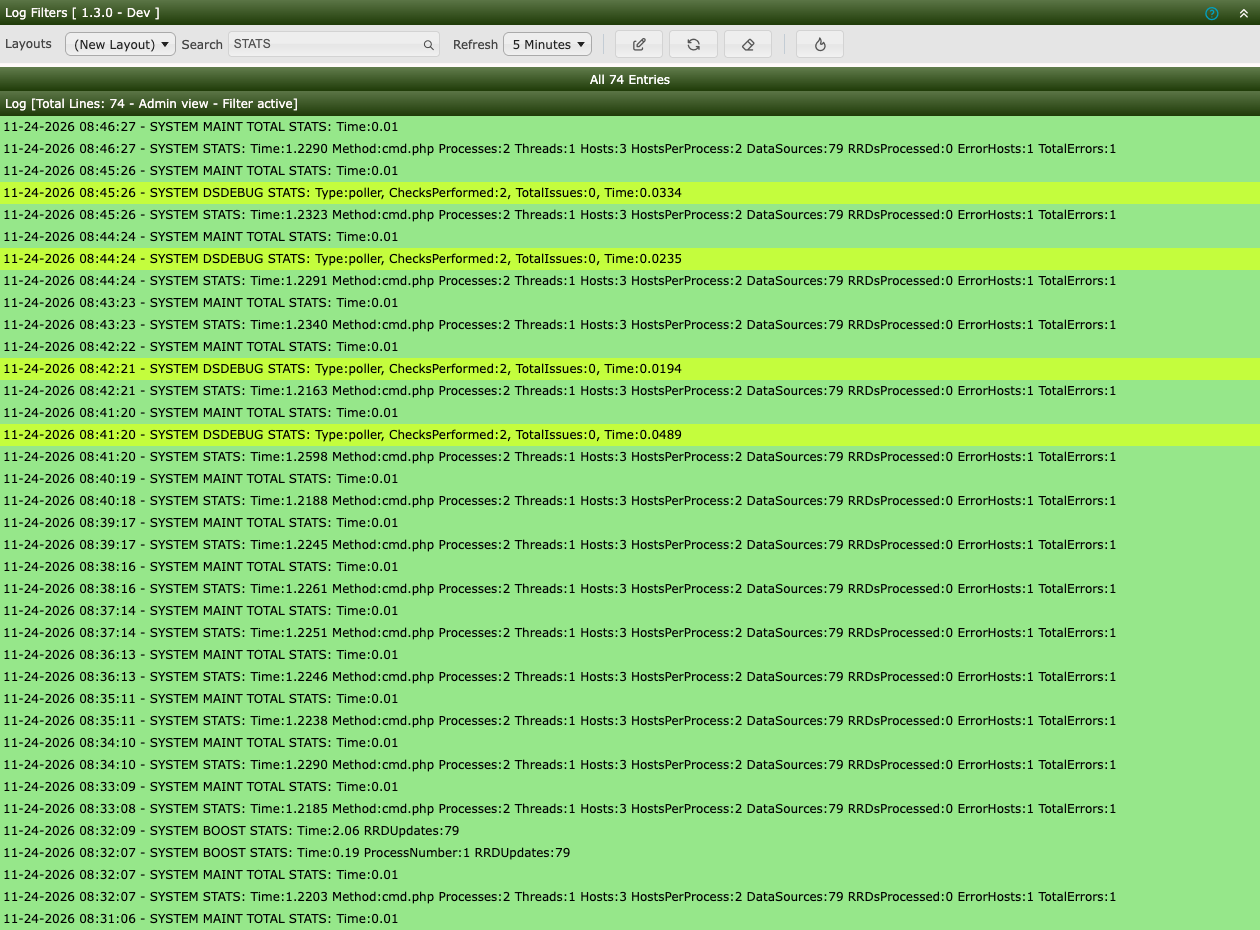 Log Filters [ 1.3.0 - Dev ]
Layouts (New Layout) Search STATS Refresh 5 Minutes
All 74 Entries
Log [Total Lines: 74 - Admin view - Filter active]
11-24-2026 08:46:27 - SYSTEM MAINT TOTAL STATS: Time:0.01
11-24-2026 08:46:27 - SYSTEM STATS: Time:1.2290 Method:cmd.php Processes:2 Threads:1 Hosts:3 HostsPerProcess:2 DataSources:79 RRDsProcessed:0 ErrorHosts:1 TotalErrors:1
11-24-2026 08:45:26 - SYSTEM MAINT TOTAL STATS: Time:0.01
11-24-2026 08:45:26 - SYSTEM DSDEBUG STATS: Type:poller, ChecksPerformed:2, TotalIssues:0, Time:0.0334
11-24-2026 08:45:26 - SYSTEM STATS: Time:1.2323 Method:cmd.php Processes:2 Threads:1 Hosts:3 HostsPerProcess:2 DataSources:79 RRDsProcessed:0 ErrorHosts:1 TotalErrors:1
11-24-2026 08:44:24 - SYSTEM MAINT TOTAL STATS: Time:0.01
11-24-2026 08:44:24 - SYSTEM DSDEBUG STATS: Type:poller, ChecksPerformed:2, TotalIssues:0, Time:0.0235
11-24-2026 08:44:24 - SYSTEM STATS: Time:1.2291 Method:cmd.php Processes:2 Threads:1 Hosts:3 HostsPerProcess:2 DataSources:79 RRDsProcessed:0 ErrorHosts:1 TotalErrors:1
11-24-2026 08:43:23 - SYSTEM MAINT TOTAL STATS: Time:0.01
11-24-2026 08:43:23 - SYSTEM STATS: Time:1.2340 Method:cmd.php Processes:2 Threads:1 Hosts:3 HostsPerProcess:2 DataSources:79 RRDsProcessed:0 ErrorHosts:1 TotalErrors:1
11-24-2026 08:42:22 - SYSTEM MAINT TOTAL STATS: Time:0.01
11-24-2026 08:42:21 - SYSTEM DSDEBUG STATS: Type:poller, ChecksPerformed:2, TotalIssues:0, Time:0.0194
11-24-2026 08:42:21 - SYSTEM STATS: Time:1.2163 Method:cmd.php Processes:2 Threads:1 Hosts:3 HostsPerProcess:2 DataSources:79 RRDsProcessed:0 ErrorHosts:1 TotalErrors:1
11-24-2026 08:41:20 - SYSTEM MAINT TOTAL STATS: Time:0.01
11-24-2026 08:41:20 - SYSTEM DSDEBUG STATS: Type:poller, ChecksPerformed:2, TotalIssues:0, Time:0.0489
11-24-2026 08:41:20 - SYSTEM STATS: Time:1.2598 Method:cmd.php Processes:2 Threads:1 Hosts:3 HostsPerProcess:2 DataSources:79 RRDsProcessed:0 ErrorHosts:1 TotalErrors:1
11-24-2026 08:40:19 - SYSTEM MAINT TOTAL STATS: Time:0.01
11-24-2026 08:40:18 - SYSTEM STATS: Time:1.2188 Method:cmd.php Processes:2 Threads:1 Hosts:3 HostsPerProcess:2 DataSources:79 RRDsProcessed:0 ErrorHosts:1 TotalErrors:1
11-24-2026 08:39:17 - SYSTEM MAINT TOTAL STATS: Time:0.01
11-24-2026 08:39:17 - SYSTEM STATS: Time:1.2245 Method:cmd.php Processes:2 Threads:1 Hosts:3 HostsPerProcess:2 DataSources:79 RRDsProcessed:0 ErrorHosts:1 TotalErrors:1
11-24-2026 08:38:16 - SYSTEM MAINT TOTAL STATS: Time:0.01
11-24-2026 08:38:16 - SYSTEM STATS: Time:1.2261 Method:cmd.php Processes:2 Threads:1 Hosts:3 HostsPerProcess:2 DataSources:79 RRDsProcessed:0 ErrorHosts:1 TotalErrors:1
11-24-2026 08:37:14 - SYSTEM MAINT TOTAL STATS: Time:0.01
11-24-2026 08:37:14 - SYSTEM STATS: Time:1.2251 Method:cmd.php Processes:2 Threads:1 Hosts:3 HostsPerProcess:2 DataSources:79 RRDsProcessed:0 ErrorHosts:1 TotalErrors:1
11-24-2026 08:36:13 - SYSTEM MAINT TOTAL STATS: Time:0.01
11-24-2026 08:36:13 - SYSTEM STATS: Time:1.2246 Method:cmd.php Processes:2 Threads:1 Hosts:3 HostsPerProcess:2 DataSources:79 RRDsProcessed:0 ErrorHosts:1 TotalErrors:1
11-24-2026 08:35:11 - SYSTEM MAINT TOTAL STATS: Time:0.01
11-24-2026 08:35:11 - SYSTEM STATS: Time:1.2238 Method:cmd.php Processes:2 Threads:1 Hosts:3 HostsPerProcess:2 DataSources:79 RRDsProcessed:0 ErrorHosts:1 TotalErrors:1
11-24-2026 08:34:10 - SYSTEM MAINT TOTAL STATS: Time:0.01
11-24-2026 08:34:10 - SYSTEM STATS: Time:1.2290 Method:cmd.php Processes:2 Threads:1 Hosts:3 HostsPerProcess:2 DataSources:79 RRDsProcessed:0 ErrorHosts:1 TotalErrors:1
11-24-2026 08:33:09 - SYSTEM MAINT TOTAL STATS: Time:0.01
11-24-2026 08:33:08 - SYSTEM STATS: Time:1.2185 Method:cmd.php Processes:2 Threads:1 Hosts:3 HostsPerProcess:2 DataSources:79 RRDsProcessed:0 ErrorHosts:1 TotalErrors:1
11-24-2026 08:32:09 - SYSTEM BOOST STATS: Time:2.06 RRDUpdates:79
11-24-2026 08:32:07 - SYSTEM BOOST STATS: Time:0.19 ProcessNumber:1 RRDUpdates:79
11-24-2026 08:32:07 - SYSTEM MAINT TOTAL STATS: Time:0.01
11-24-2026 08:32:07 - SYSTEM STATS: Time:1.2203 Method:cmd.php Processes:2 Threads:1 Hosts:3 HostsPerProcess:2 DataSources:79 RRDsProcessed:0 ErrorHosts:1 TotalErrors:1
11-24-2026 08:31:06 - SYSTEM MAINT TOTAL STATS: Time:0.01